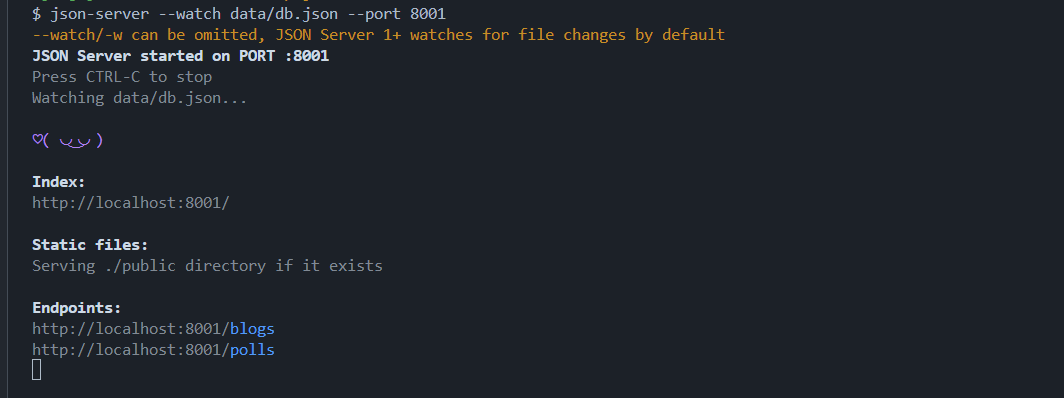 $ json-server --watch data/db.json --port 8001
--watch/-w can be omitted, JSON Server 1+ watches for file changes by default
JSON Server started on PORT :8001
Press CTRL-C to stop
Watching data/db.json...
♡( ◡‿◡ )
Index:
http://localhost:8001/
Static files:
Serving ./public directory if it exists
Endpoints:
http://localhost:8001/blogs
http://localhost:8001/polls